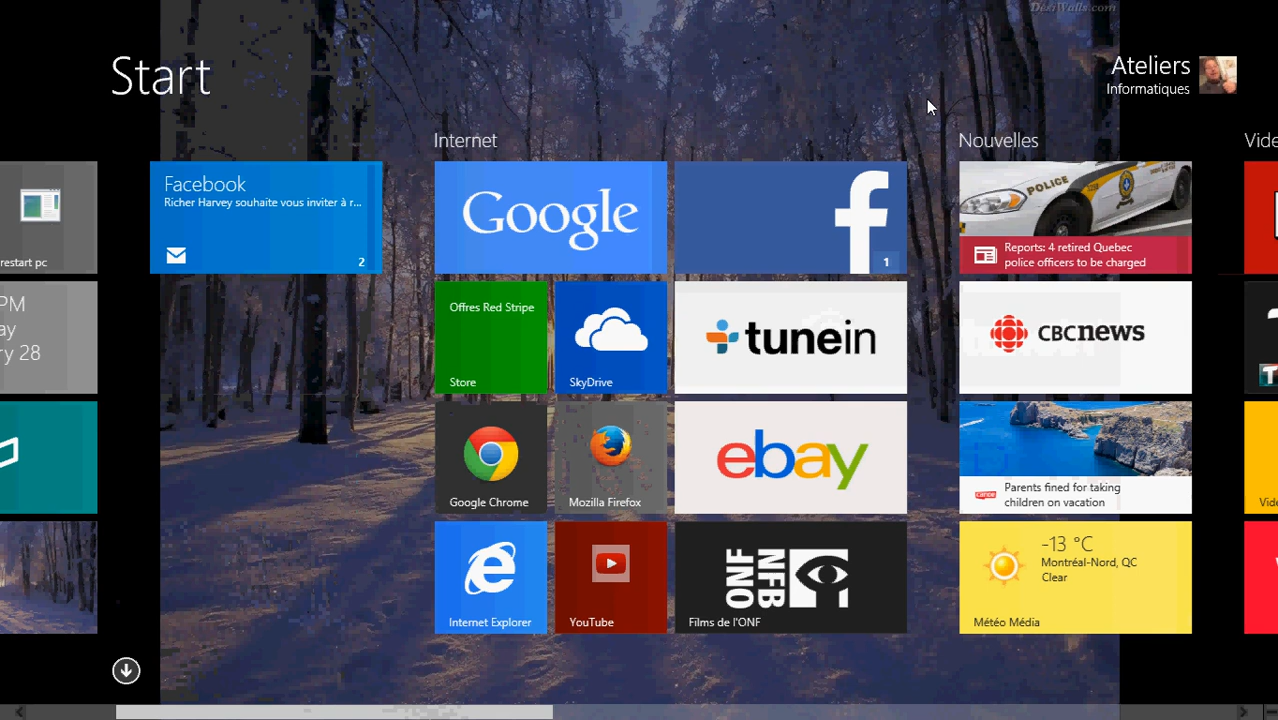 DiviWalls.com
Start
Ateliers
Informatiques
Internet
Nouvelles
restart pc
Facebook
Richer Harvey souhaite vous inviter à r...
2
Google
f
1
POLICE
Reports: 4 retired Quebec
police officers to be charged
PM
ry 28
Offres Red Stripe
Store
SkyDrive
tunein
CBCNEWS
Google Chrome
Mozilla Firefox
ebay
canoe
Parents fined for taking
children on vacation
Internet Explorer
YouTube
ONF
NFB
Films de l'ONF
-13 °C
Montréal-Nord, QC
Clear
Météo Média